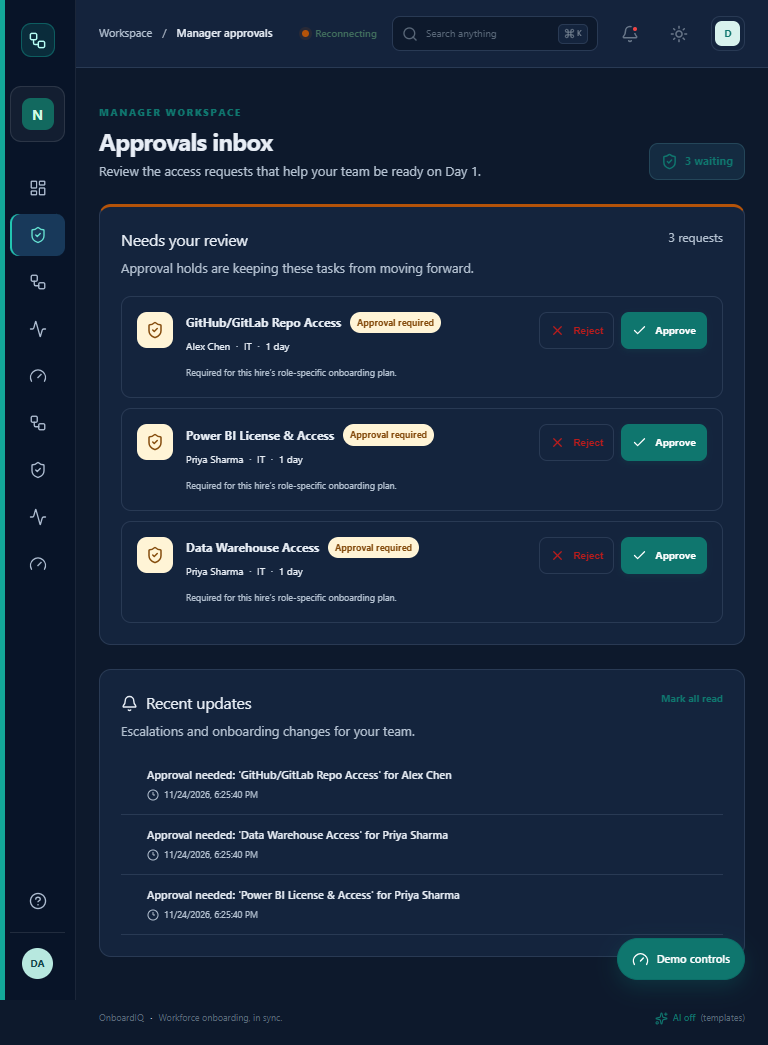 Workspace / Manager approvals
Reconnecting
Search anything
⌘ K
D
N
MANAGER WORKSPACE
Approvals inbox
Review the access requests that help your team be ready on Day 1.
3 waiting
Needs your review
3 requests
Approval holds are keeping these tasks from moving forward.
GitHub/GitLab Repo Access Approval required
Alex Chen · IT · 1 day
Required for this hire's role-specific onboarding plan.
Reject
Approve
Power BI License & Access Approval required
Priya Sharma · IT · 1 day
Required for this hire's role-specific onboarding plan.
Reject
Approve
Data Warehouse Access Approval required
Priya Sharma · IT · 1 day
Required for this hire's role-specific onboarding plan.
Reject
Approve
Recent updates
Mark all read
Escalations and onboarding changes for your team.
Approval needed: 'GitHub/GitLab Repo Access' for Alex Chen
11/24/2026, 6:25:40 PM
Approval needed: 'Data Warehouse Access' for Priya Sharma
11/24/2026, 6:25:40 PM
Approval needed: 'Power BI License & Access' for Priya Sharma
11/24/2026, 6:25:40 PM
Demo controls
DA
OnboardIQ · Workforce onboarding, in sync.
AI off (templates)